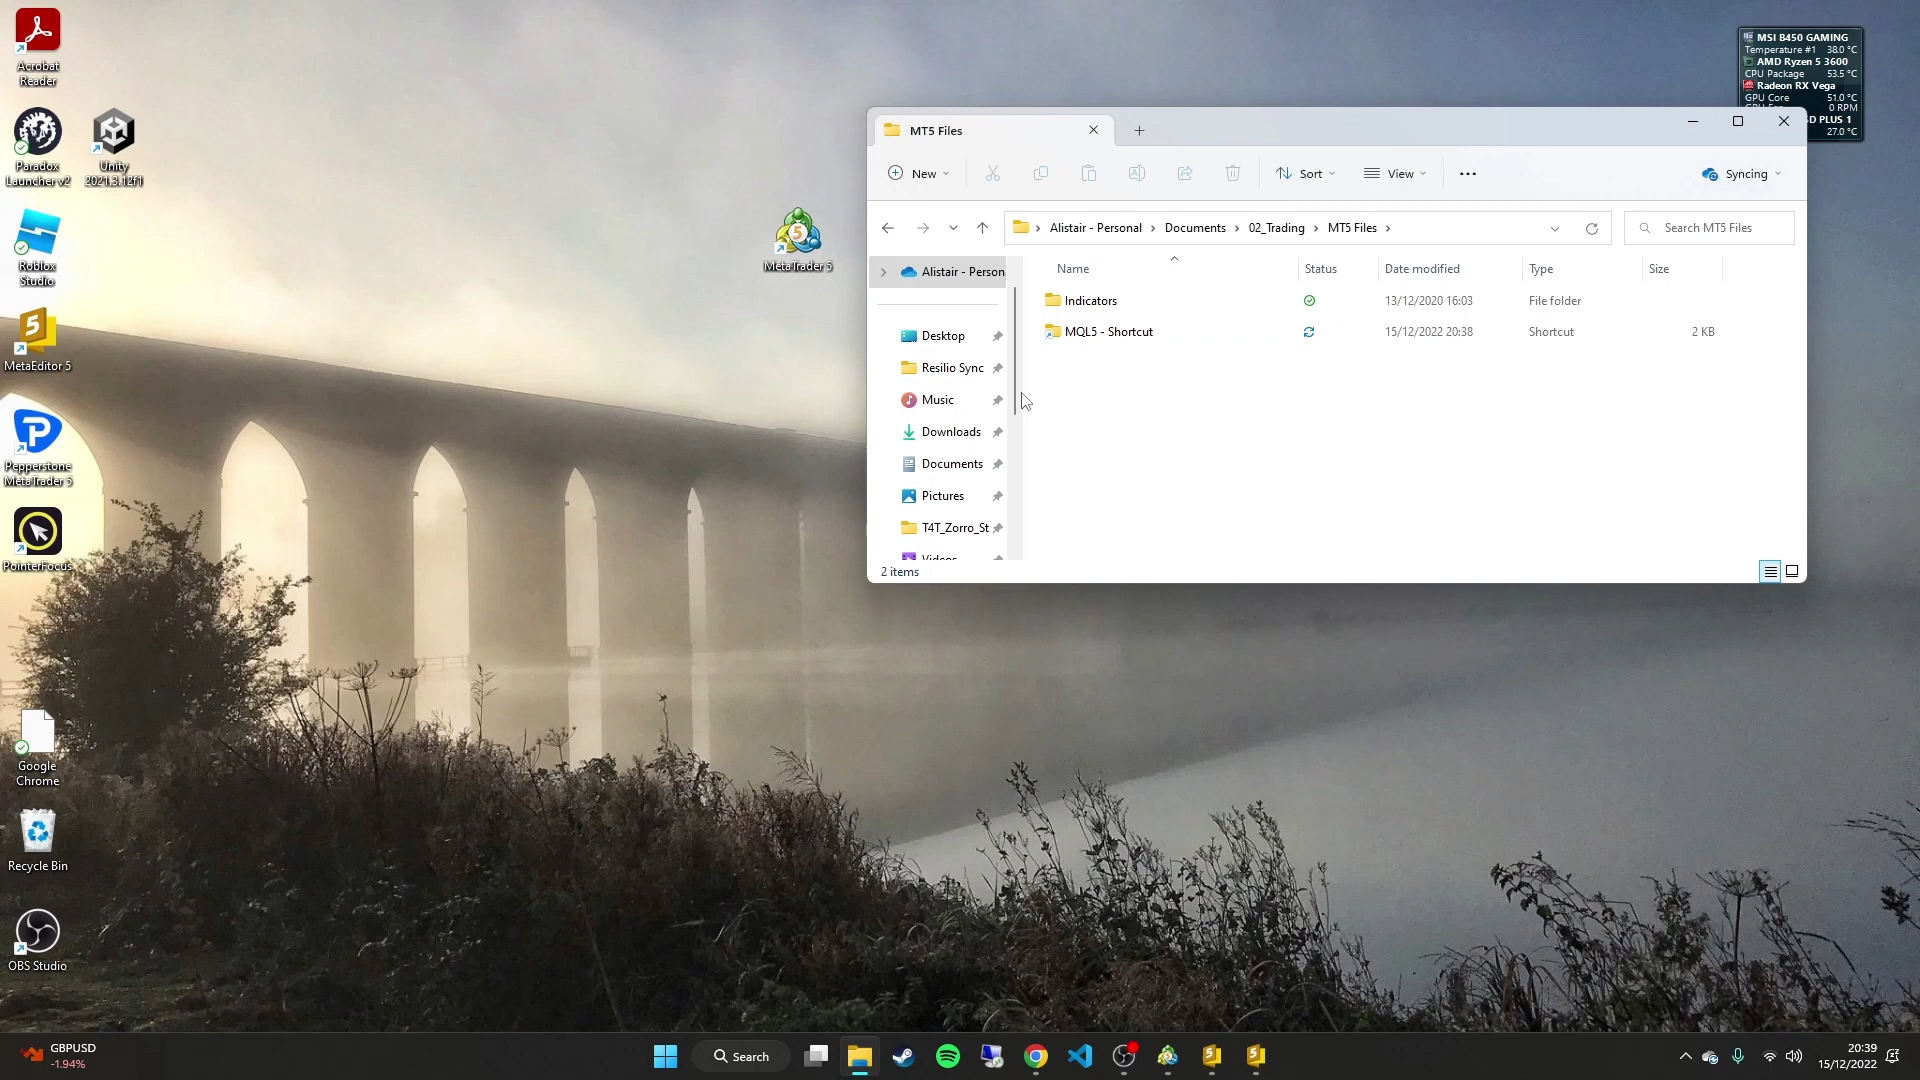 Acrobat
Reader
Paradox
Launcher v2
Unity
2021.3.12f1
Roblox
Studio
MetaEditor 5
Pepperstone
MetaTrader 5
PointerFocus
Google
Chrome
Recycle Bin
OBS Studio
MetaTrader 5
MSI B450 GAMING
Temperature #1 38.0 °C
AMD Ryzen 5 3600
CPU Package 53.5 °C
Radeon RX Vega
GPU Core 51.0 °C
0 RPM
SD PLUS 1
27.0 °C
MT5 Files
New
Sort
View
Syncing
Alistair - Personal > Documents > 02_Trading > MT5 Files >
Search MT5 Files
Alistair - Person
Desktop
Resilio Sync
Music
Downloads
Documents
Pictures
T4T_Zorro_St
Videos
Name Status Date modified Type Size
Indicators 13/12/2020 16:03 File folder
MQL5 - Shortcut 15/12/2022 20:38 Shortcut 2 KB
2 items
GBPUSD
-1.94%
Search
20:39
15/12/2022